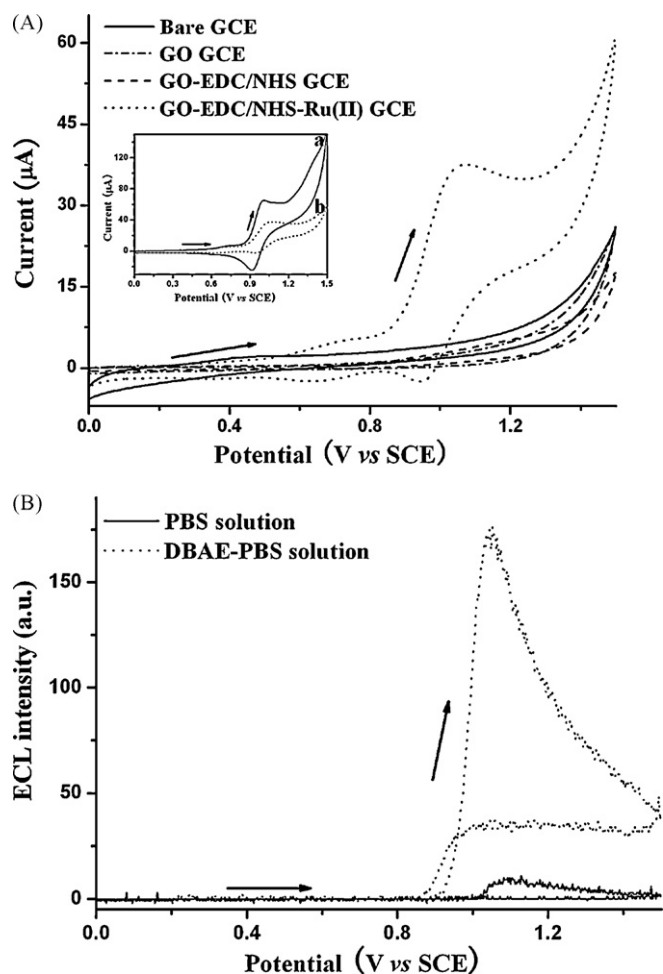 (A)
Bare GCE
GO GCE
GO-EDC/NHS GCE
GO-EDC/NHS-Ru(II) GCE
60
45
30
15
0
Current (μA)
120
80
40
0
Current (μA)
a
b
0.0 0.3 0.6 0.9 1.2 1.5
Potential (V vs SCE)
0.0 0.4 0.8 1.2
Potential (V vs SCE)
(B)
PBS solution
DBAE-PBS solution
150
100
50
0
ECL intensity (a.u.)
0.0 0.4 0.8 1.2
Potential (V vs SCE)